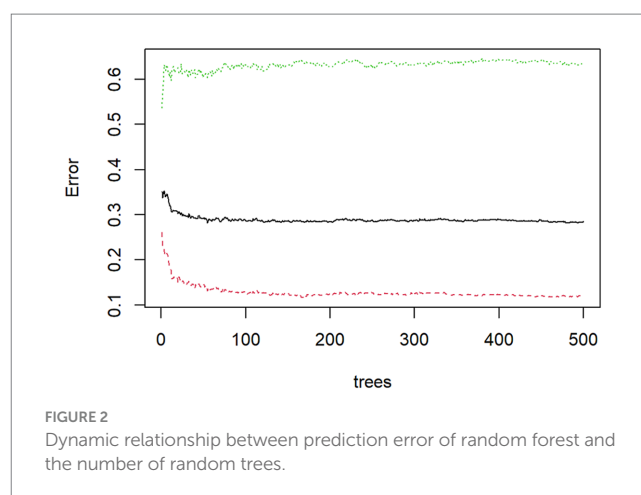 0.6
0.5
0.4
0.3
0.2
0.1
Error
0 100 200 300 400 500
trees
FIGURE 2
Dynamic relationship between prediction error of random forest and
the number of random trees.